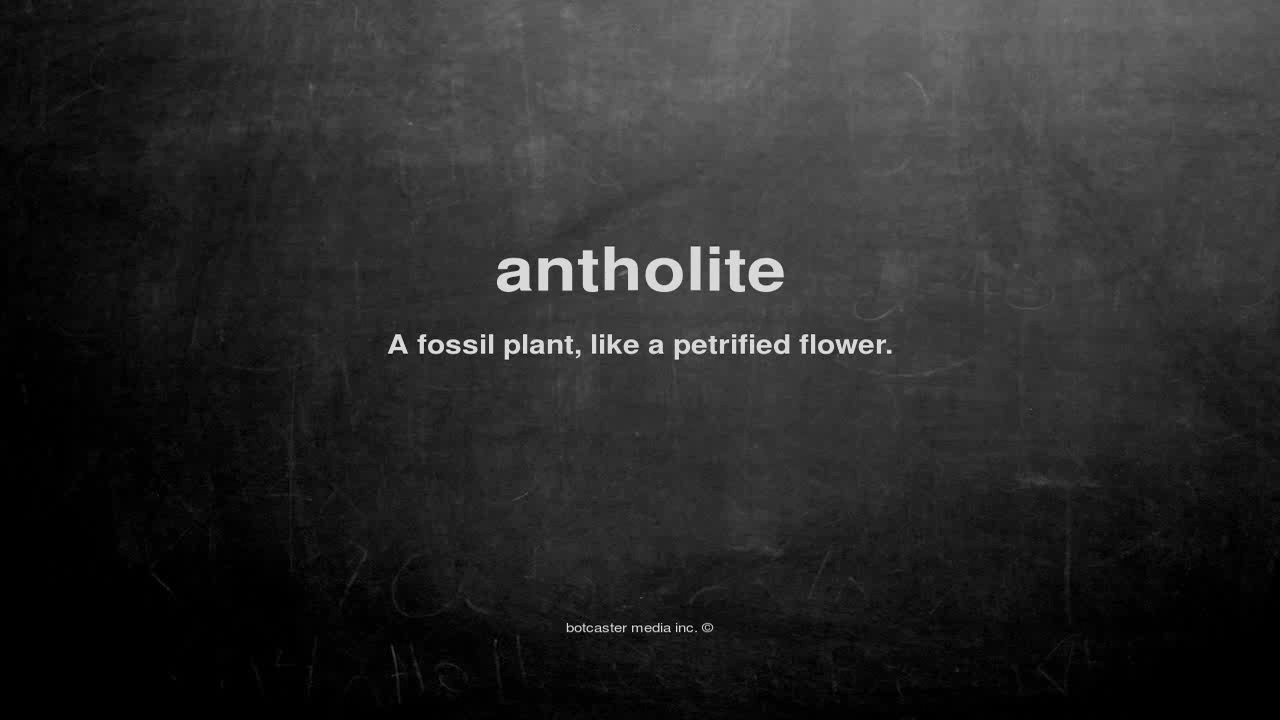 antholite
A fossil plant, like a petrified flower.
botcaster media inc. ©